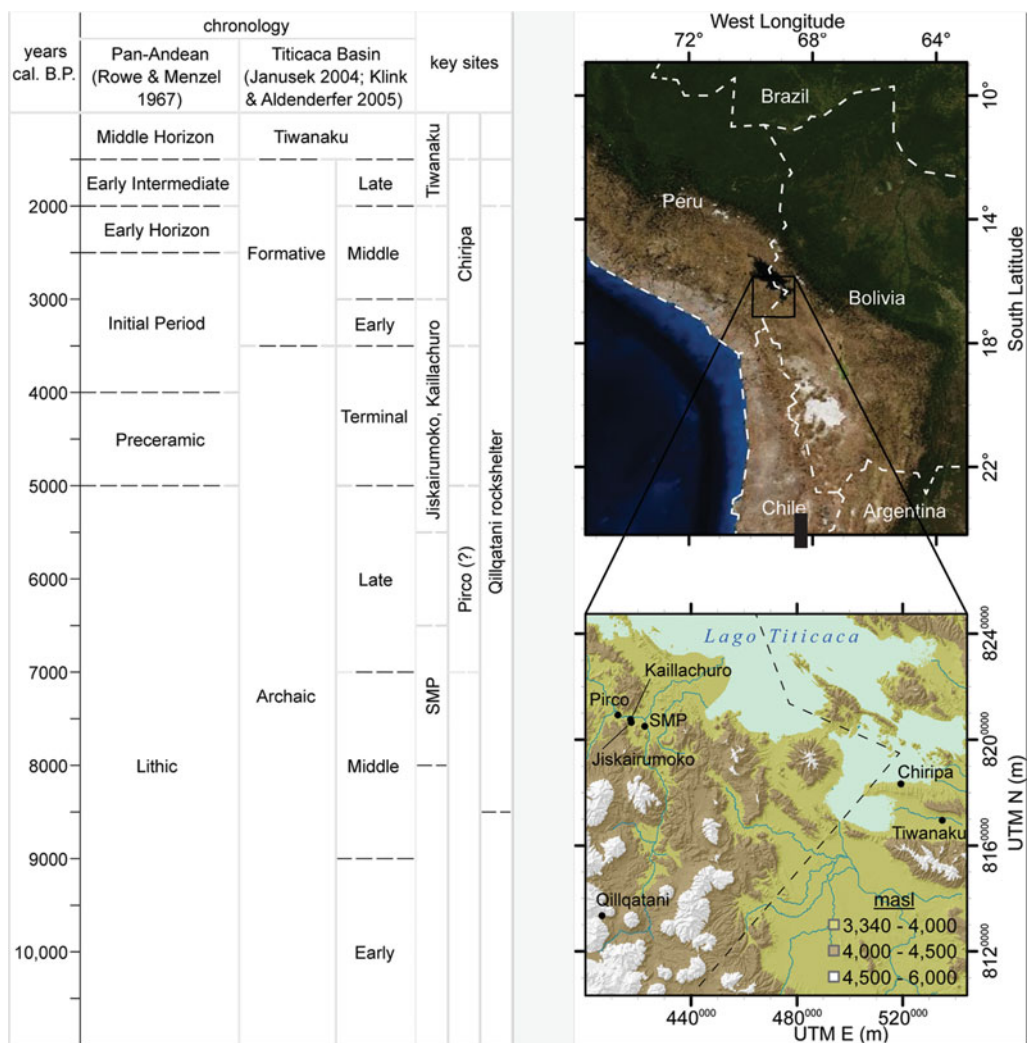 chronology
years
cal. B.P.
Pan-Andean
(Rowe & Menzel
1967)
Titicaca Basin
(Janusek 2004; Klink
& Aldenderfer 2005)
key sites
Middle Horizon
Tiwanaku
Early Intermediate
Late
Early Horizon
Formative
Middle
Initial Period
Early
Preceramic
Terminal
Late
Archaic
Lithic
Middle
Early
2000
3000
4000
5000
6000
7000
8000
9000
10,000
Tiwanaku
Jiskairumoko, Kaillachuro
SMP
Chiripa
Pirco (?)
Qillqatani rockshelter
West Longitude
72° 68° 64°
Brazil
Peru
Bolivia
Chile
Argentina
10°
14°
18°
22°
South Latitude
Lago Titicaca
Kaillachuro
Pirco
SMP
Jiskairumoko
Chiripa
Tiwanaku
Qillqatani
masl
3,340 - 4,000
4,000 - 4,500
4,500 - 6,000
824⁰⁰⁰⁰
820⁰⁰⁰⁰
816⁰⁰⁰⁰
812⁰⁰⁰⁰
UTM N (m)
440⁰⁰⁰ 480⁰⁰⁰ 520⁰⁰⁰
UTM E (m)